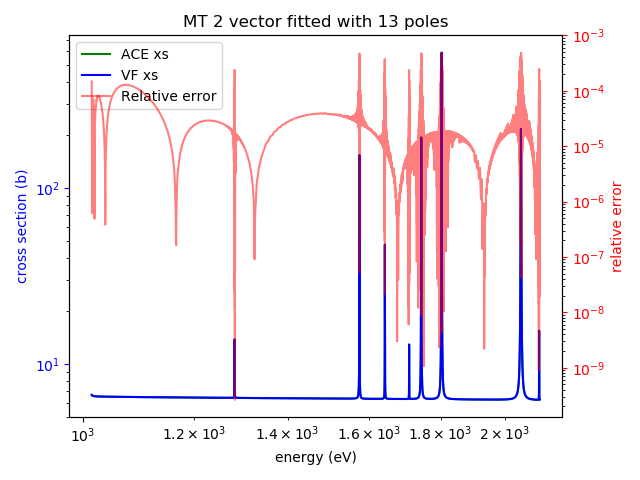 MT 2 vector fitted with 13 poles
ACE xs
VF xs
Relative error
cross section (b)
10²
10¹
10⁻³
10⁻⁴
10⁻⁵
10⁻⁶
10⁻⁷
10⁻⁸
10⁻⁹
relative error
10³
1.2 × 10³
1.4 × 10³
1.6 × 10³
1.8 × 10³
2 × 10³
energy (eV)